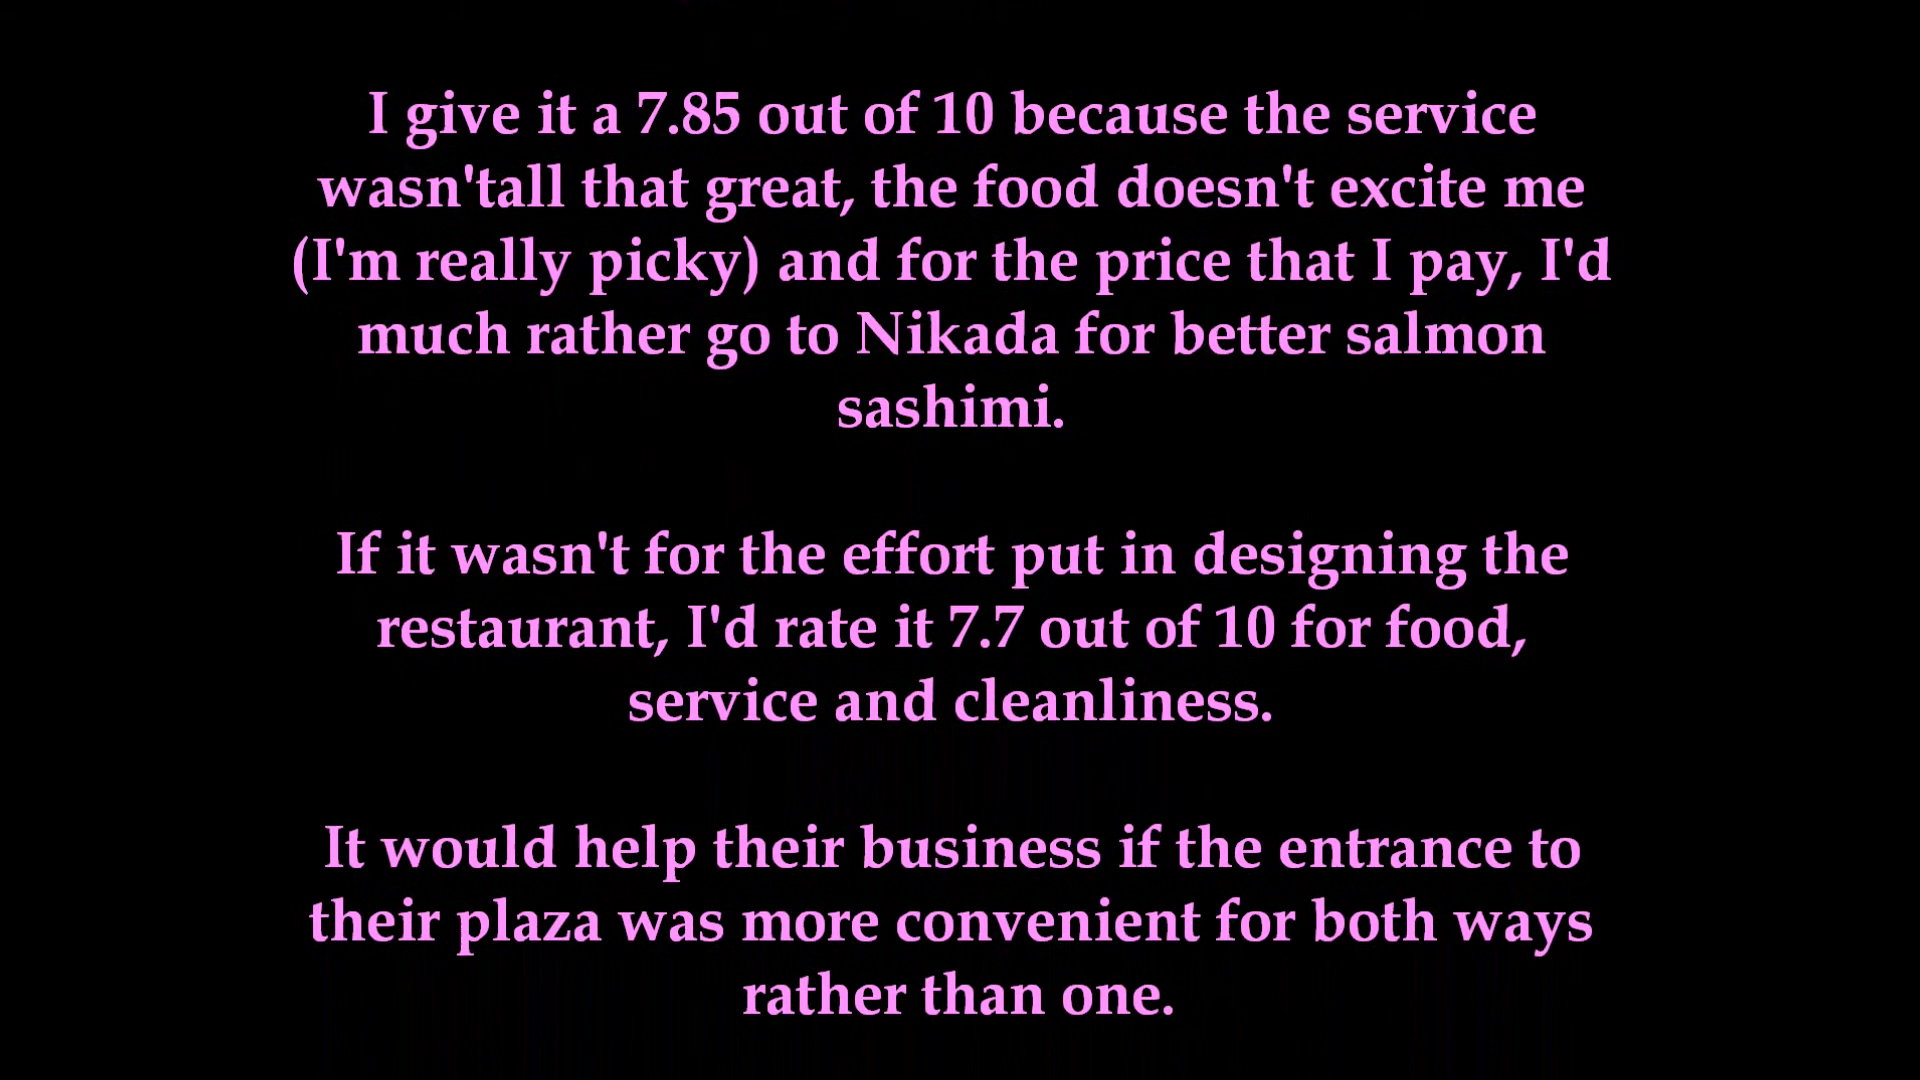 I give it a 7.85 out of 10 because the service
wasn'tall that great, the food doesn't excite me
(I'm really picky) and for the price that I pay, I'd
much rather go to Nikada for better salmon
sashimi.
If it wasn't for the effort put in designing the
restaurant, I'd rate it 7.7 out of 10 for food,
service and cleanliness.
It would help their business if the entrance to
their plaza was more convenient for both ways
rather than one.